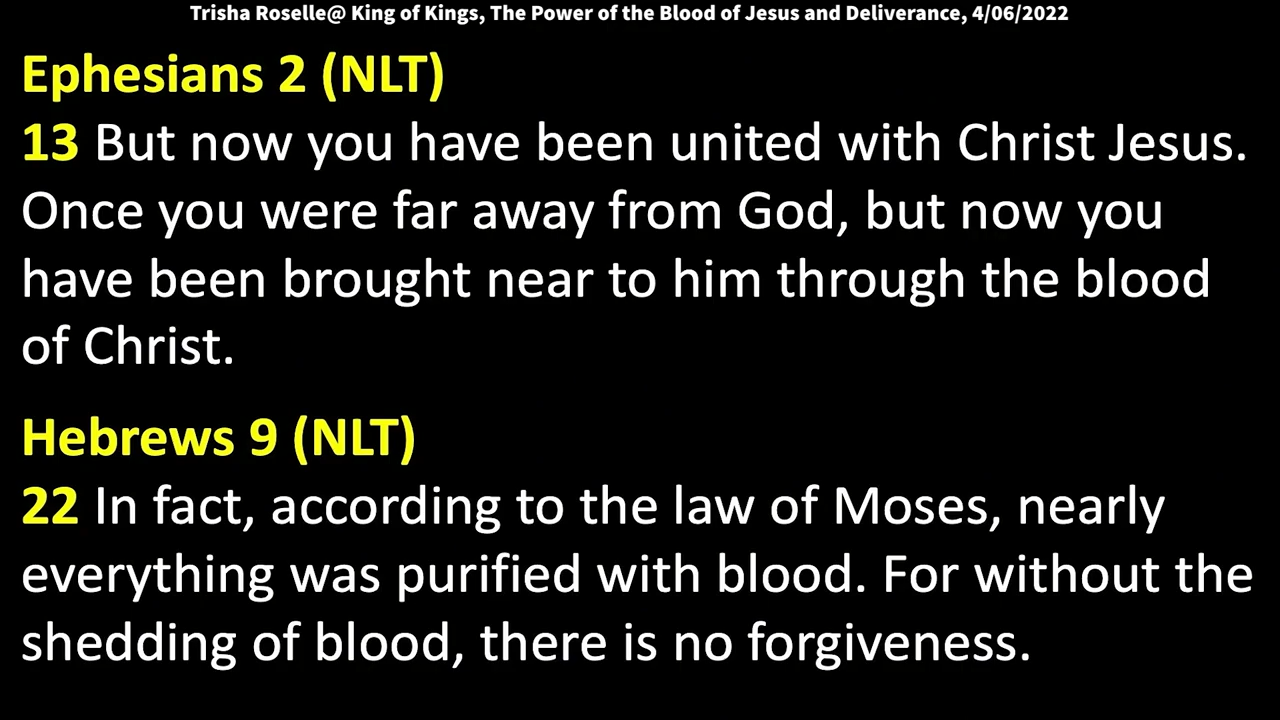 Trisha Roselle@ King of Kings, The Power of the Blood of Jesus and Deliverance, 4/06/2022
Ephesians 2 (NLT)
13 But now you have been united with Christ Jesus.
Once you were far away from God, but now you
have been brought near to him through the blood
of Christ.
Hebrews 9 (NLT)
22 In fact, according to the law of Moses, nearly
everything was purified with blood. For without the
shedding of blood, there is no forgiveness.